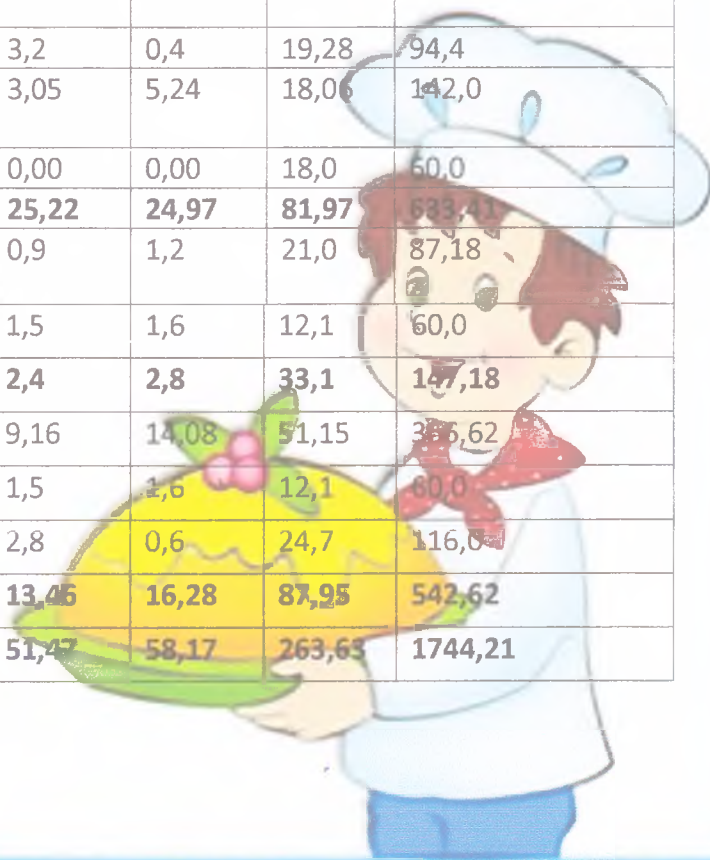 3,2 0,4 19,28 94,4
3,05 5,24 18,06 142,0
0,00 0,00 18,0 60,0
25,22 24,97 81,97 633,41
0,9 1,2 21,0 87,18
1,5 1,6 12,1 60,0
2,4 2,8 33,1 147,18
9,16 14,08 51,15 366,62
1,5 1,6 12,1 60,0
2,8 0,6 24,7 116,0
13,46 16,28 87,95 542,62
51,47 58,17 263,63 1744,21